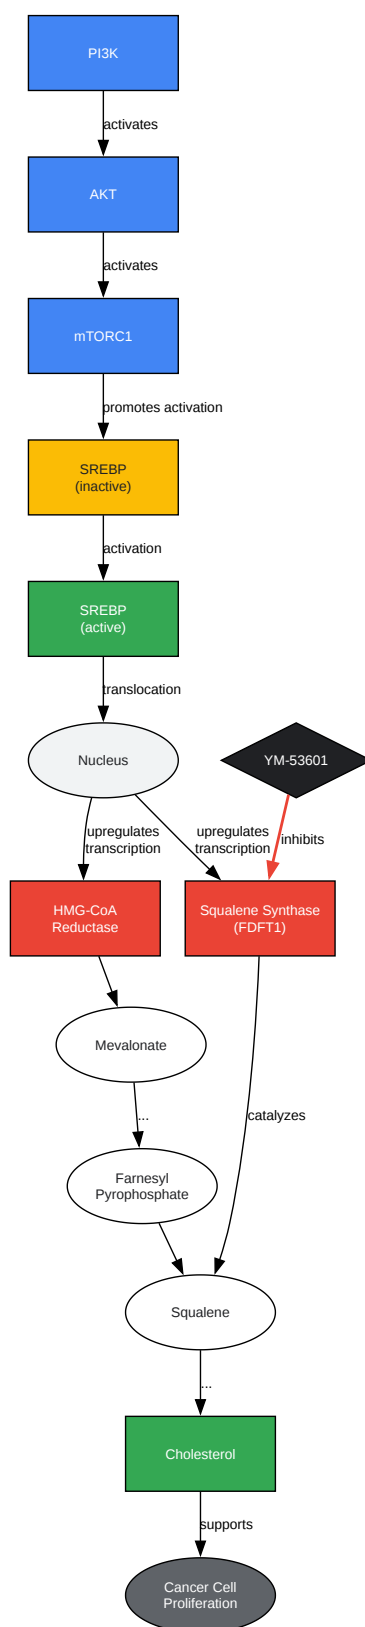 PI3K
activates
AKT
activates
mTORC1
promotes activation
SREBP
(inactive)
activation
SREBP
(active)
translocation
Nucleus
YM-53601
upregulates
transcription
upregulates
transcription
inhibits
HMG-CoA
Reductase
Squalene Synthase
(FDFT1)
Mevalonate
...
catalyzes
Farnesyl
Pyrophosphate
Squalene
...
Cholesterol
supports
Cancer Cell
Proliferation